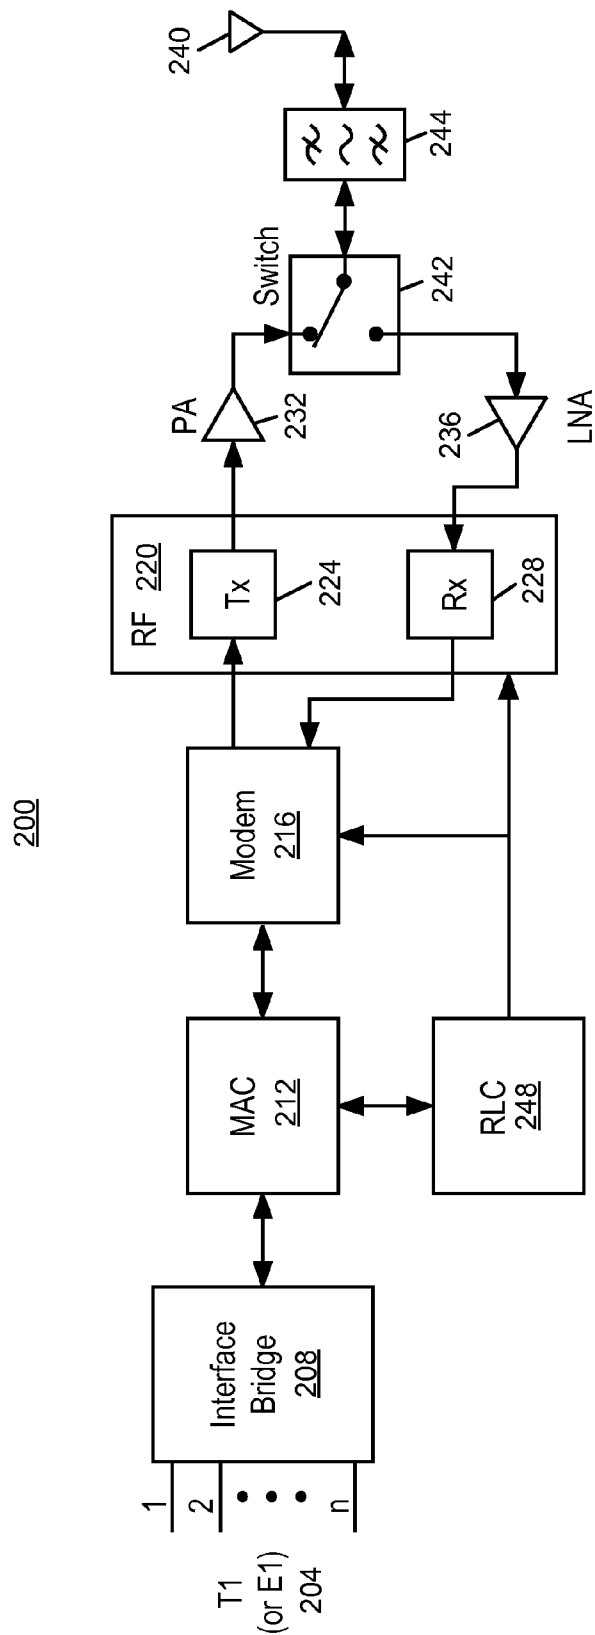 200
T1
(or E1)
204
1
2
n
Interface
Bridge
208
MAC
212
RLC
248
Modem
216
RF 220
Tx
224
Rx
228
PA
232
236
LNA
Switch
242
244
240